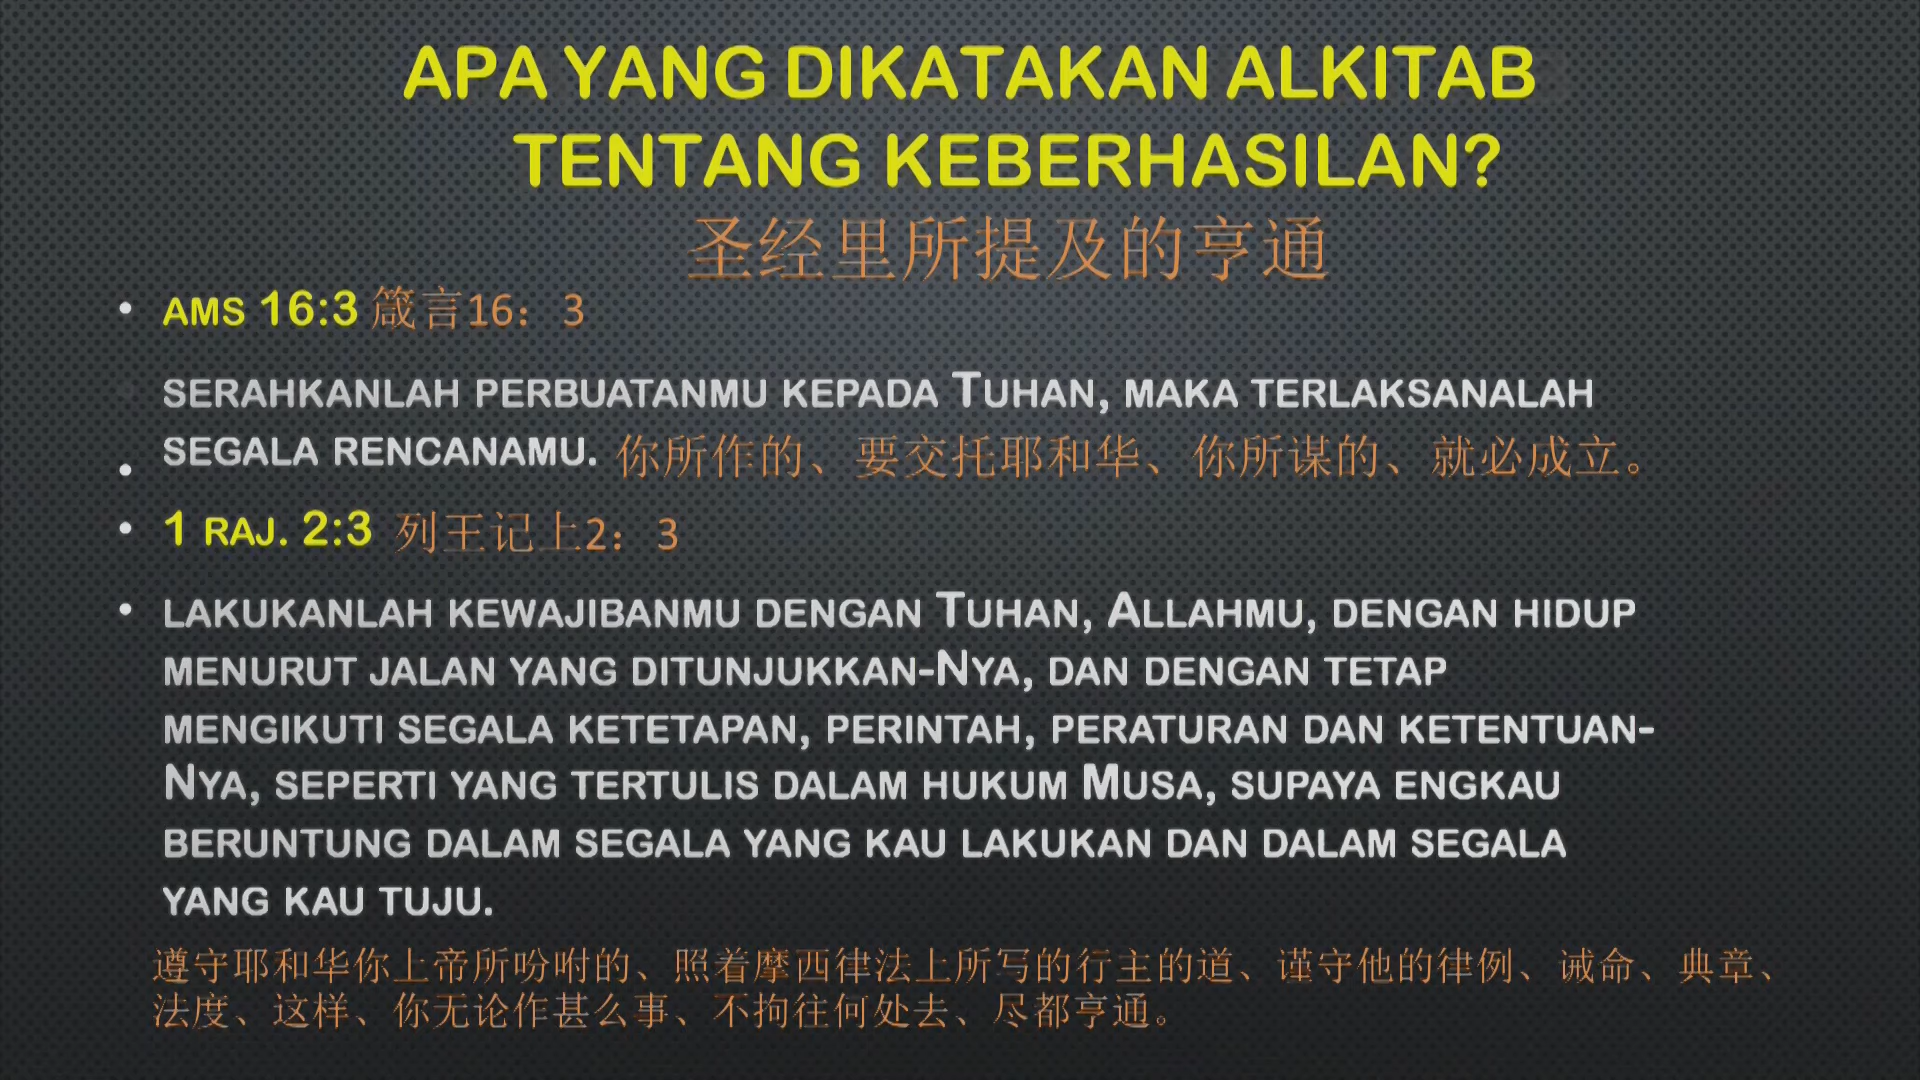 APA YANG DIKATAKAN ALKITAB
TENTANG KEBERHASILAN?
圣经里所提及的亨通
• AMS 16:3 箴言16：3
SERAHKANLAH PERBUATANMU KEPADA TUHAN, MAKA TERLAKSANALAH
• SEGALA RENCANAMU. 你所作的、要交托耶和华、你所谋的、就必成立。
• 1 RAJ. 2:3 列王记上2：3
• LAKUKANLAH KEWAJIBANMU DENGAN TUHAN, ALLAHMU, DENGAN HIDUP
MENURUT JALAN YANG DITUNJUKKAN-NYA, DAN DENGAN TETAP
MENGIKUTI SEGALA KETETAPAN, PERINTAH, PERATURAN DAN KETENTUAN-
NYA, SEPERTI YANG TERTULIS DALAM HUKUM MUSA, SUPAYA ENGKAU
BERUNTUNG DALAM SEGALA YANG KAU LAKUKAN DAN DALAM SEGALA
YANG KAU TUJU.
遵守耶和华你上帝所吩咐的、照着摩西律法上所写的行主的道、谨守他的律例、诫命、典章、
法度、这样、你无论作甚么事、不拘往何处去、尽都亨通。